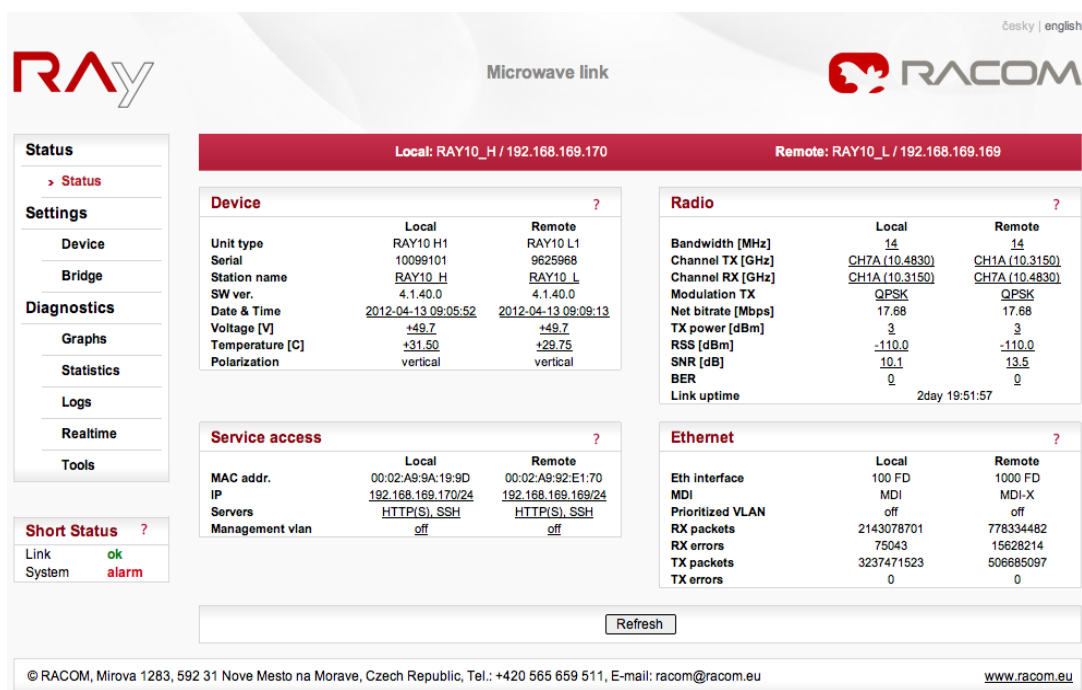 česky | english
RAy
Microwave link
RACOM
Local: RAY10_H / 192.168.169.170 Remote: RAY10_L / 192.168.169.169
Status
› Status
Settings
Device
Bridge
Diagnostics
Graphs
Statistics
Logs
Realtime
Tools
Short Status ?
Link ok
System alarm
Device ?
Local Remote
Unit type RAY10 H1 RAY10 L1
Serial 10099101 9625968
Station name RAY10_H RAY10_L
SW ver. 4.1.40.0 4.1.40.0
Date & Time 2012-04-13 09:05:52 2012-04-13 09:09:13
Voltage [V] +49.7 +49.7
Temperature [C] +31.50 +29.75
Polarization vertical vertical
Radio ?
Local Remote
Bandwidth [MHz] 14 14
Channel TX [GHz] CH7A (10.4830) CH1A (10.3150)
Channel RX [GHz] CH1A (10.3150) CH7A (10.4830)
Modulation TX QPSK QPSK
Net bitrate [Mbps] 17.68 17.68
TX power [dBm] 3 3
RSS [dBm] -110.0 -110.0
SNR [dB] 10.1 13.5
BER 0 0
Link uptime 2day 19:51:57
Service access ?
Local Remote
MAC addr. 00:02:A9:9A:19:9D 00:02:A9:92:E1:70
IP 192.168.169.170/24 192.168.169.169/24
Servers HTTP(S), SSH HTTP(S), SSH
Management vlan off off
Ethernet ?
Local Remote
Eth interface 100 FD 1000 FD
MDI MDI MDI-X
Prioritized VLAN off off
RX packets 2143078701 778334482
RX errors 75043 15628214
TX packets 3237471523 506685097
TX errors 0 0
Refresh
© RACOM, Mirova 1283, 592 31 Nove Mesto na Morave, Czech Republic, Tel.: +420 565 659 511, E-mail: racom@racom.eu www.racom.eu